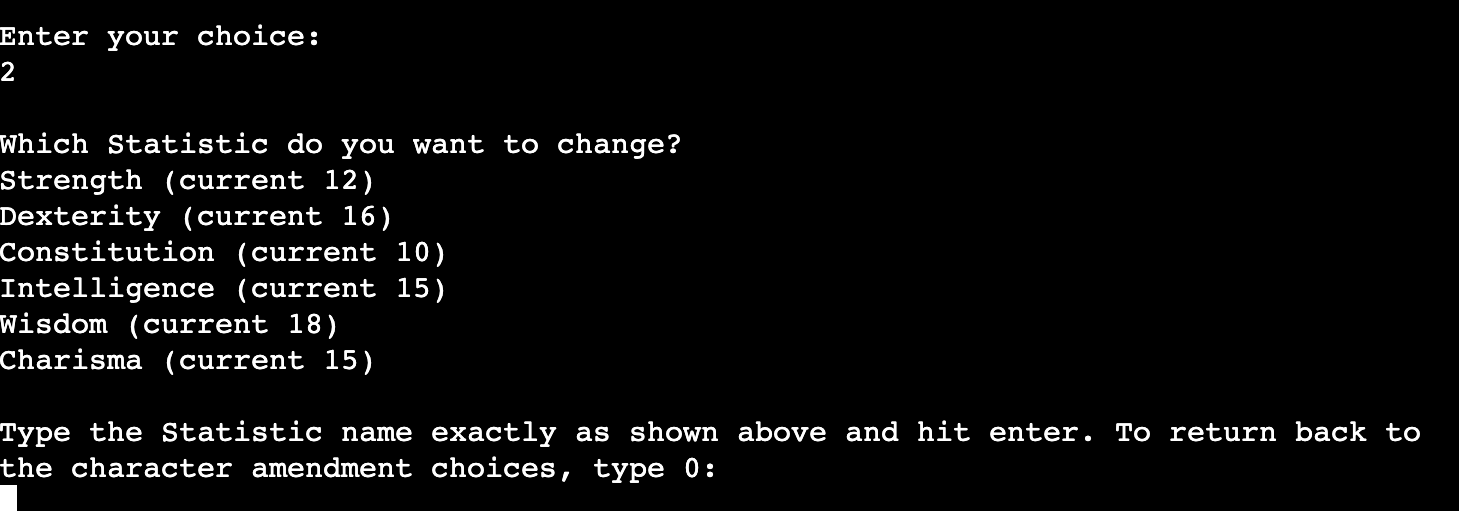 Enter your choice:
2
Which Statistic do you want to change?
Strength (current 12)
Dexterity (current 16)
Constitution (current 10)
Intelligence (current 15)
Wisdom (current 18)
Charisma (current 15)
Type the Statistic name exactly as shown above and hit enter. To return back to
the character amendment choices, type 0: